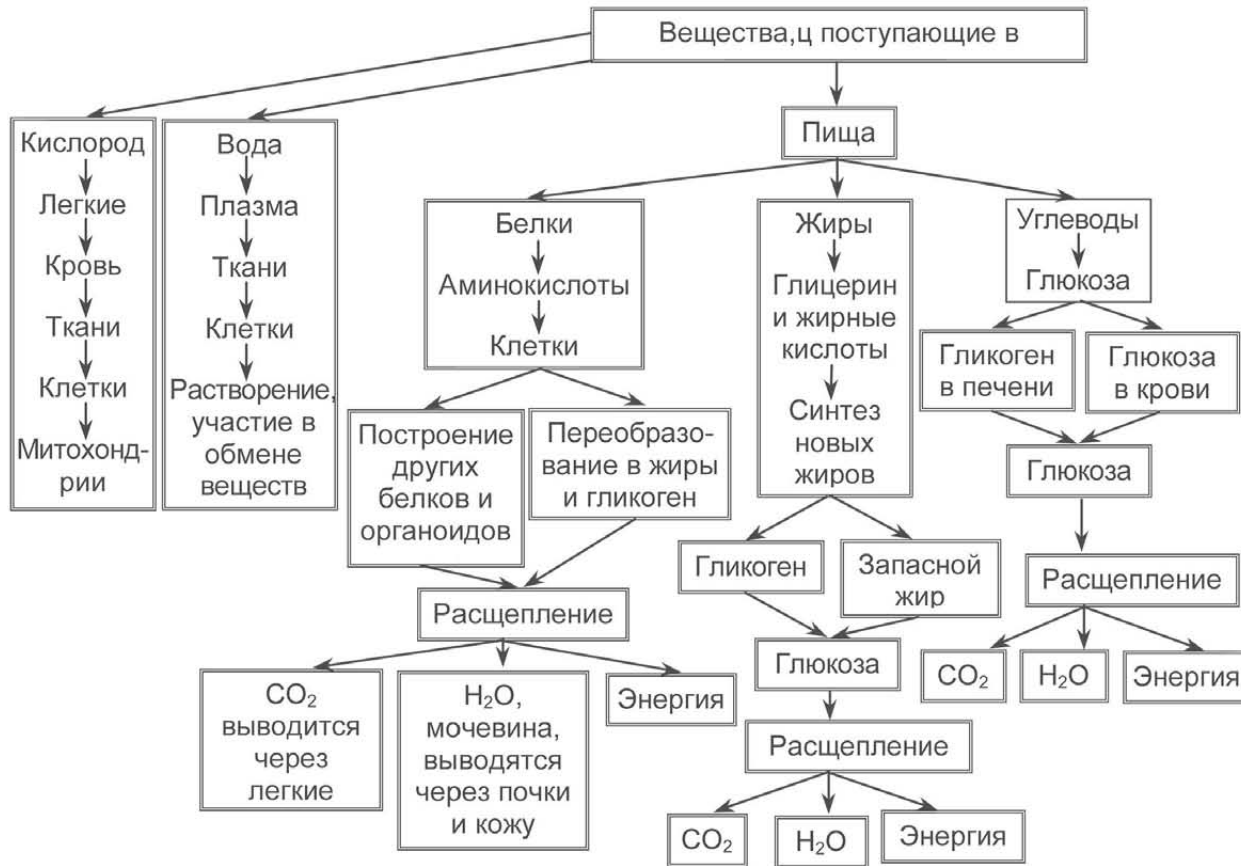 Вещества,ц поступающие в
Кислород
Легкие
Кровь
Ткани
Клетки
Митохонд-
рии
Вода
Плазма
Ткани
Клетки
Растворение,
участие в
обмене
веществ
Пища
Белки
Аминокислоты
Клетки
Построение
других
белков и
органоидов
Переобразо-
вание в жиры
и гликоген
Расщепление
CO₂
выводится
через
легкие
H₂O,
мочевина,
выводятся
через почки
и кожу
Энергия
Жиры
Глицерин
и жирные
кислоты
Синтез
новых
жиров
Гликоген
Запасной
жир
Глюкоза
Расщепление
CO₂
H₂O
Энергия
Углеводы
Глюкоза
Гликоген
в печени
Глюкоза
в крови
Глюкоза
Расщепление
CO₂
H₂O
Энергия